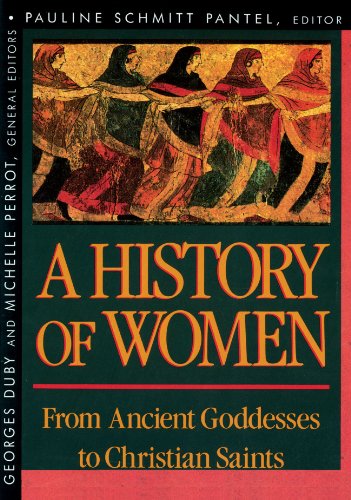 GEORGES DUBY AND MICHELLE PERROT, GENERAL EDITORS • PAULINE SCHMITT PANTEL, EDITOR
A HISTORY
OF WOMEN
From Ancient Goddesses
to Christian Saints